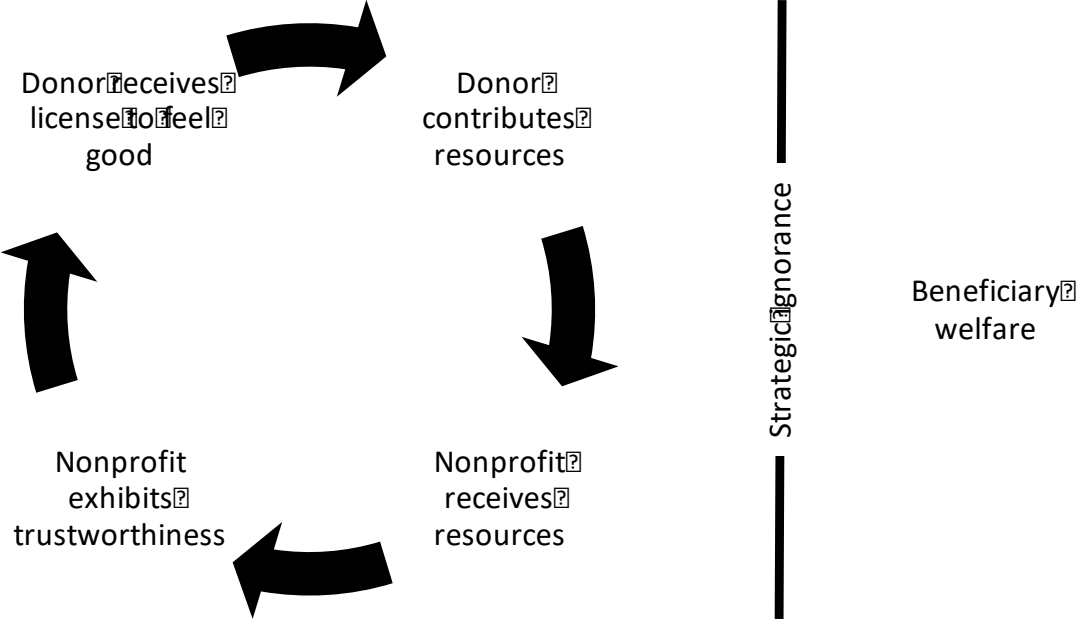 Donor receives
license to feel
good
Donor
contributes
resources
Strategic ignorance
Beneficiary
welfare
Nonprofit
exhibits
trustworthiness
Nonprofit
receives
resources